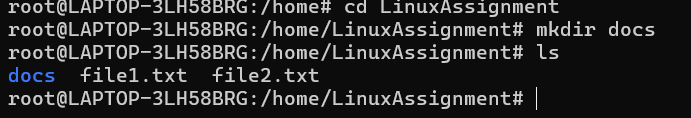 root@LAPTOP-3LH58BRG:/home# cd LinuxAssignment
root@LAPTOP-3LH58BRG:/home/LinuxAssignment# mkdir docs
root@LAPTOP-3LH58BRG:/home/LinuxAssignment# ls
docs  file1.txt  file2.txt
root@LAPTOP-3LH58BRG:/home/LinuxAssignment#